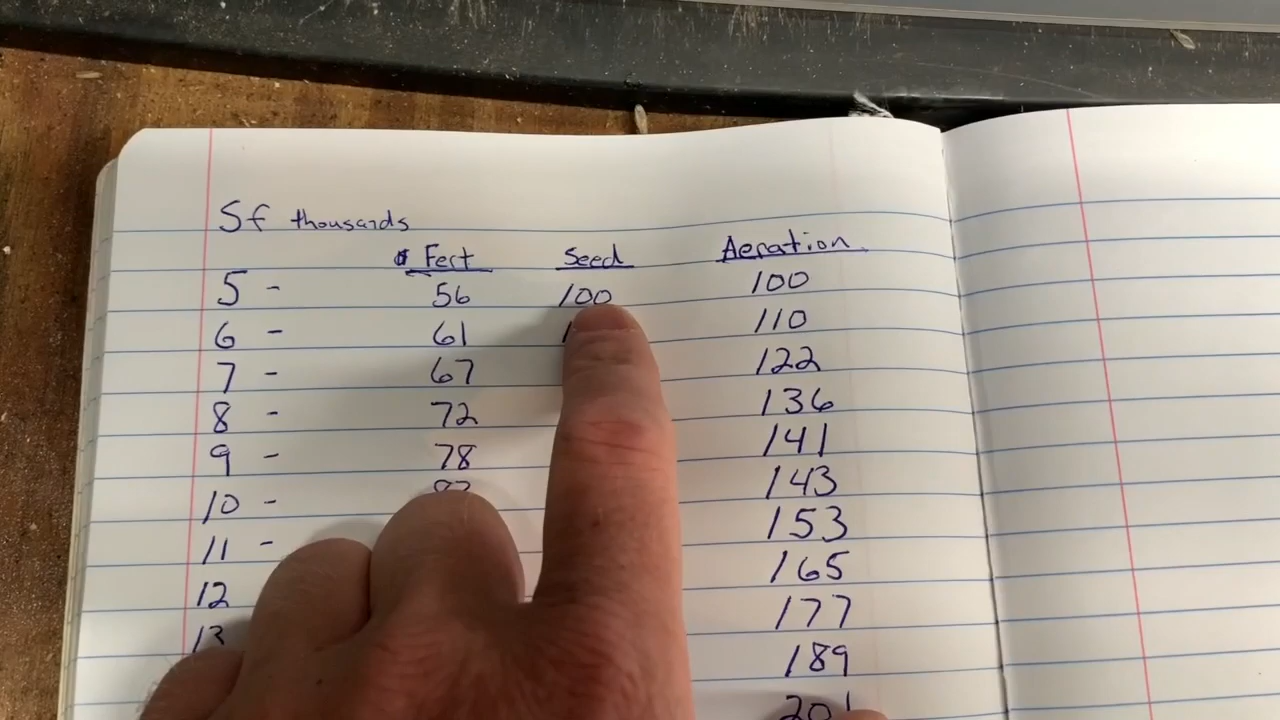 Sf thousands
Fert Seed Aeration
5 - 56 100 100
6 - 61 110
7 - 67 122
8 - 72 136
9 - 78 141
10 - 143
11 - 153
12 165
13 177
189
201